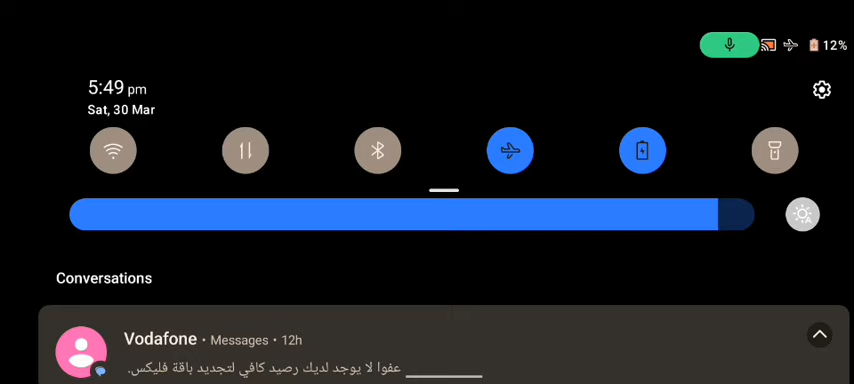 12%
5:49 pm
Sat, 30 Mar
Conversations
Vodafone • Messages • 12h
عفوا لا يوجد لديك رصيد كافي لتجديد باقة فليكس.